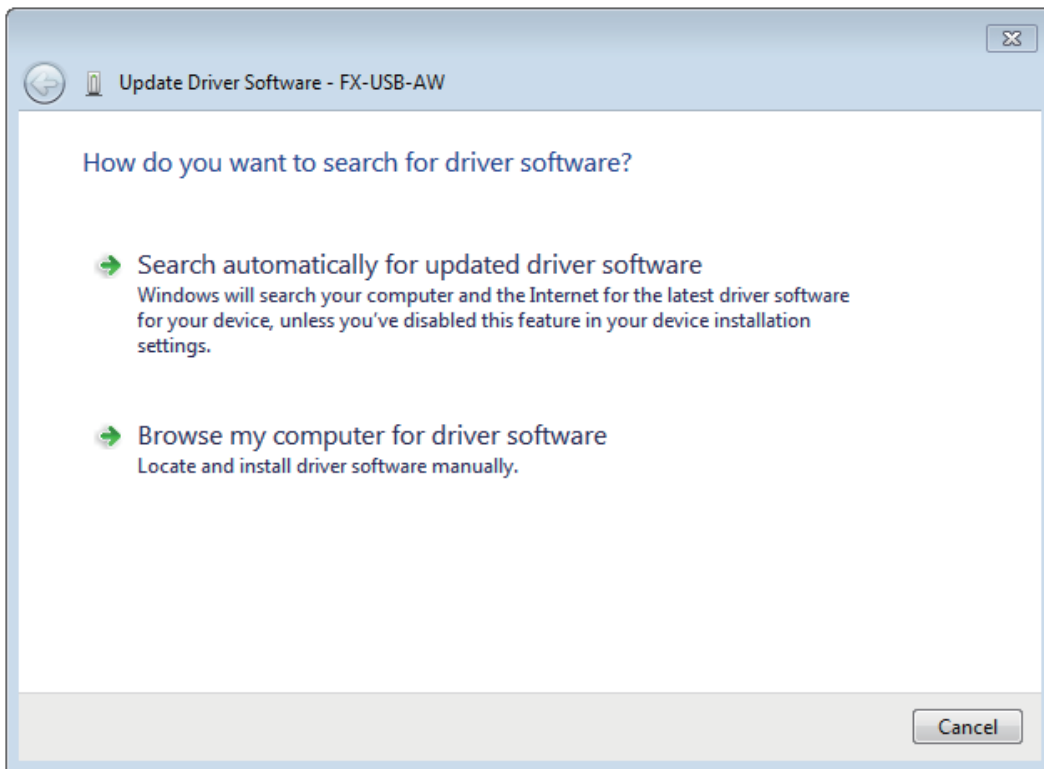 Update Driver Software - FX-USB-AW
How do you want to search for driver software?
Search automatically for updated driver software
Windows will search your computer and the Internet for the latest driver software
for your device, unless you've disabled this feature in your device installation
settings.
Browse my computer for driver software
Locate and install driver software manually.
Cancel